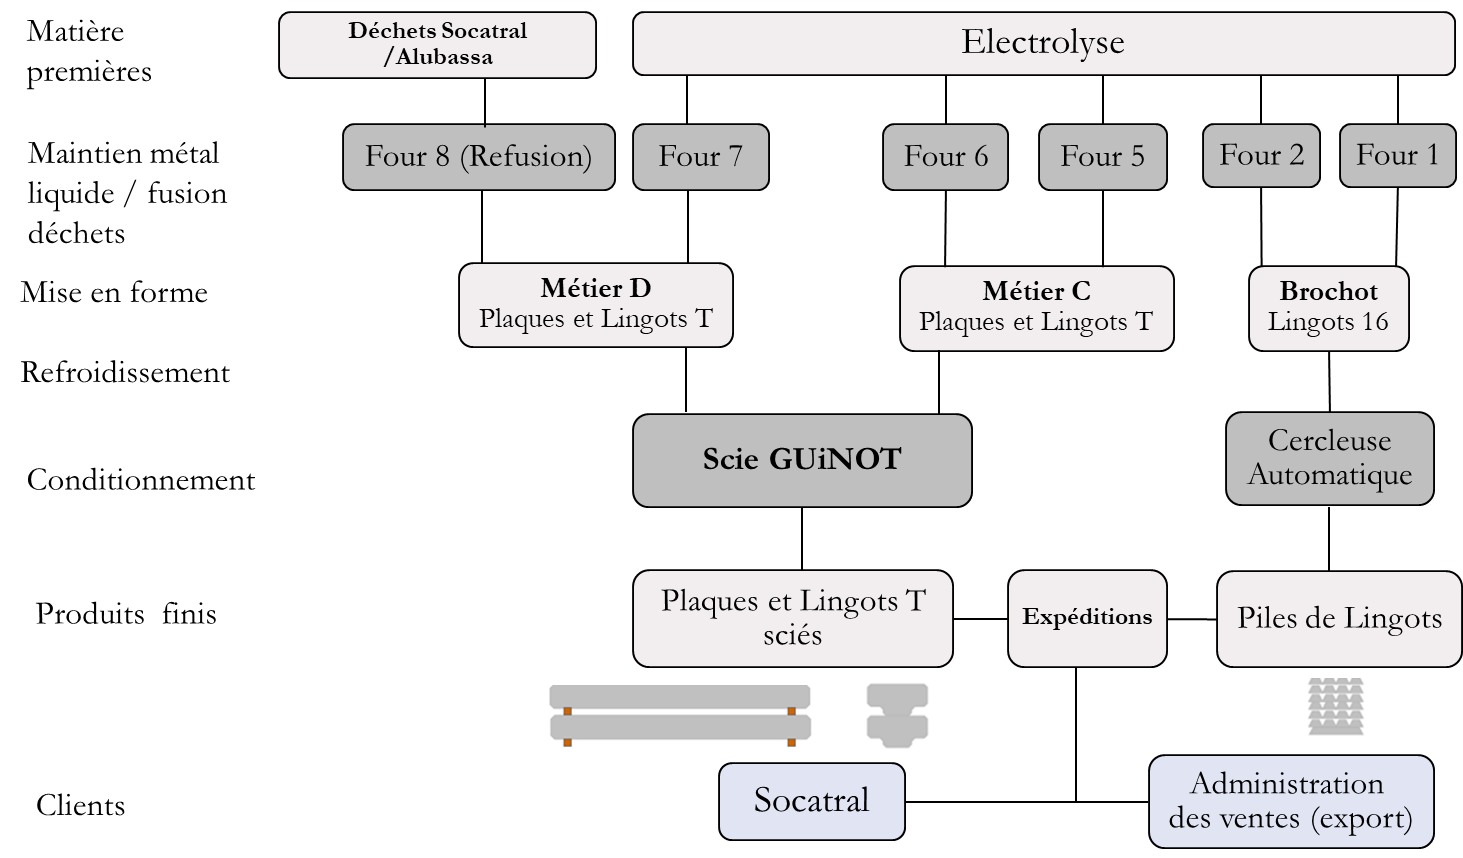 Matière
premières
Déchets Socatral
/Alubassa
Electrolyse
Maintien métal
liquide / fusion
déchets
Four 8 (Refusion)
Four 7
Four 6
Four 5
Four 2
Four 1
Mise en forme
Métier D
Plaques et Lingots T
Métier C
Plaques et Lingots T
Brochot
Lingots 16
Refroidissement
Conditionnement
Scie GUiNOT
Cercleuse
Automatique
Produits finis
Plaques et Lingots T
sciés
Expéditions
Piles de Lingots
Clients
Socatral
Administration
des ventes (export)